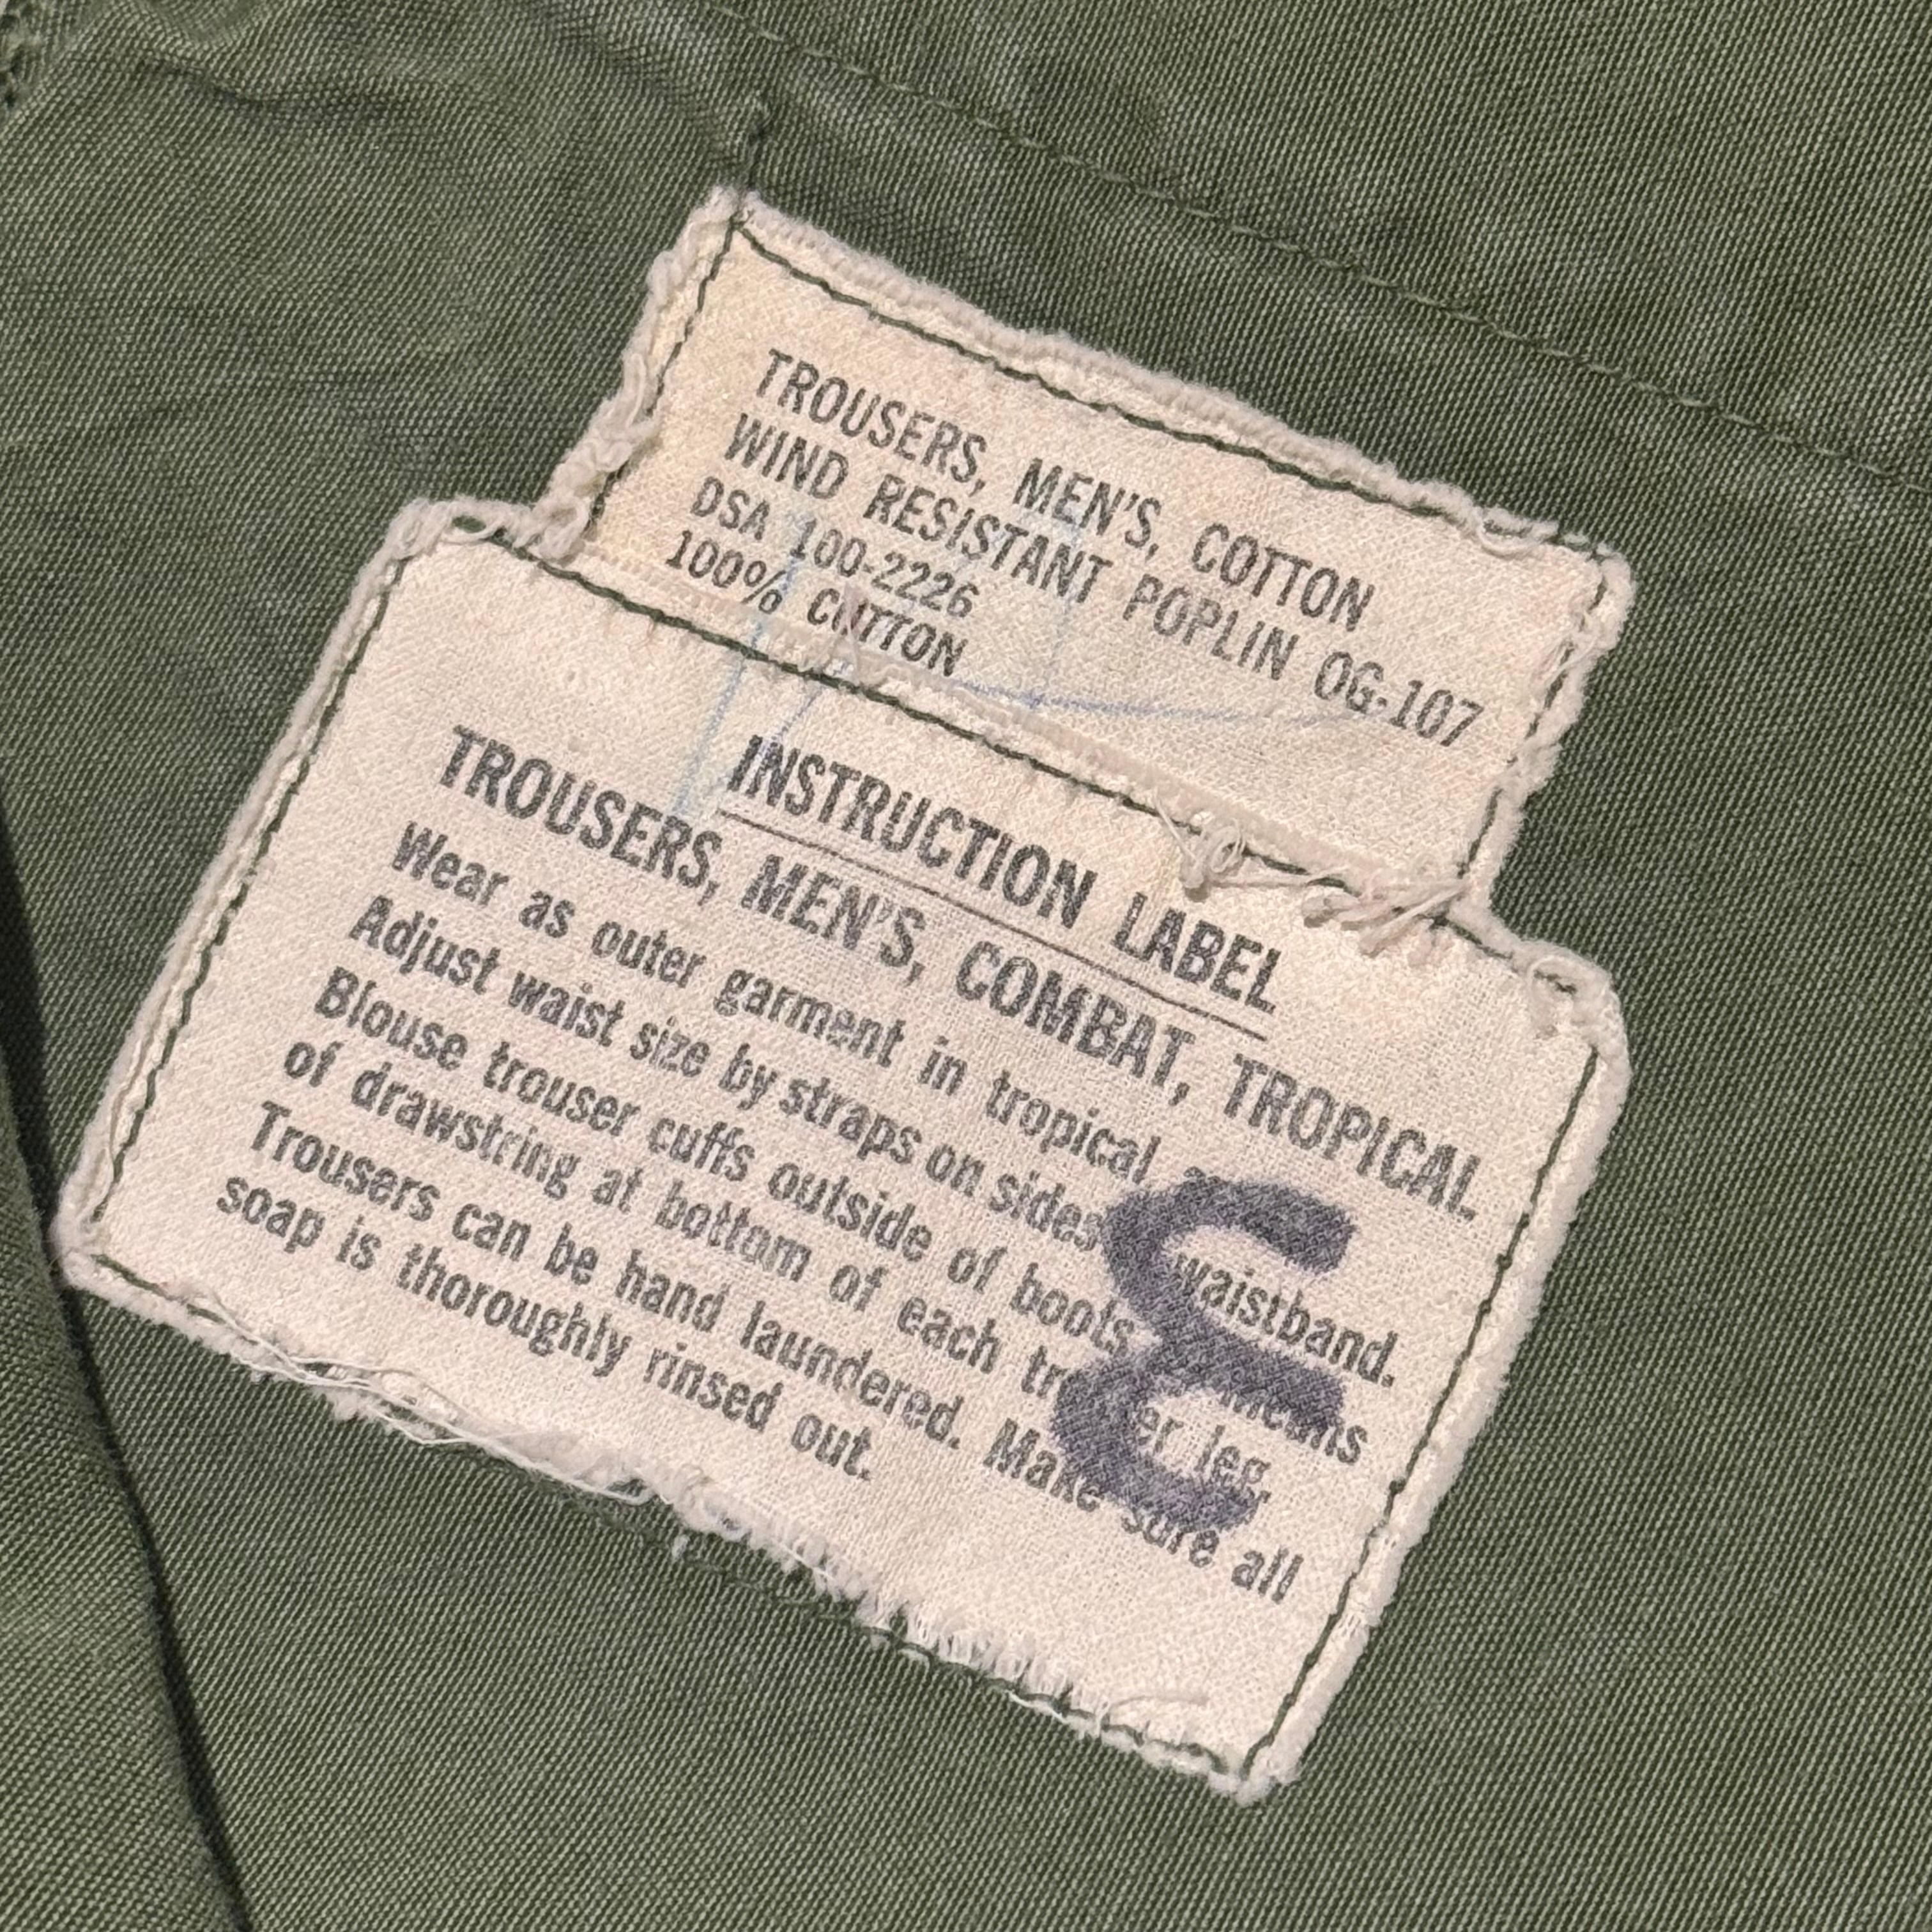 TROUSERS, MEN'S, COTTON
WIND RESISTANT POPLIN OG-107
DSA 100-2226
100% COTTON
INSTRUCTION LABEL
TROUSERS, MEN'S, COMBAT, TROPICAL
Wear as outer garment in tropical
Adjust waist size by straps on sides waistband.
Blouse trouser cuffs outside of boots means
of drawstring at bottom of each leg.
Trousers can be hand laundered. Make sure all
soap is thoroughly rinsed out.